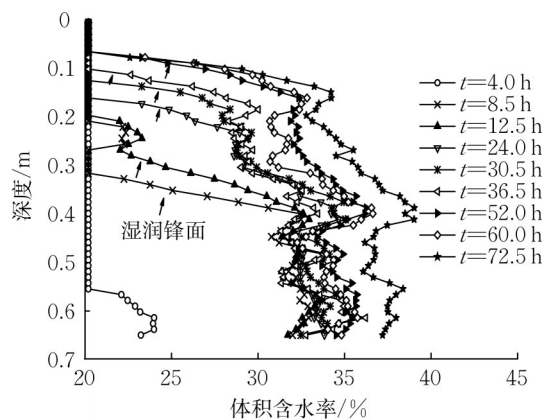 0
0.1
0.2
0.3
0.4
0.5
0.6
0.7
深度/m
湿润锋面
t=4.0 h
t=8.5 h
t=12.5 h
t=24.0 h
t=30.5 h
t=36.5 h
t=52.0 h
t=60.0 h
t=72.5 h
20 25 30 35 40 45
体积含水率/%